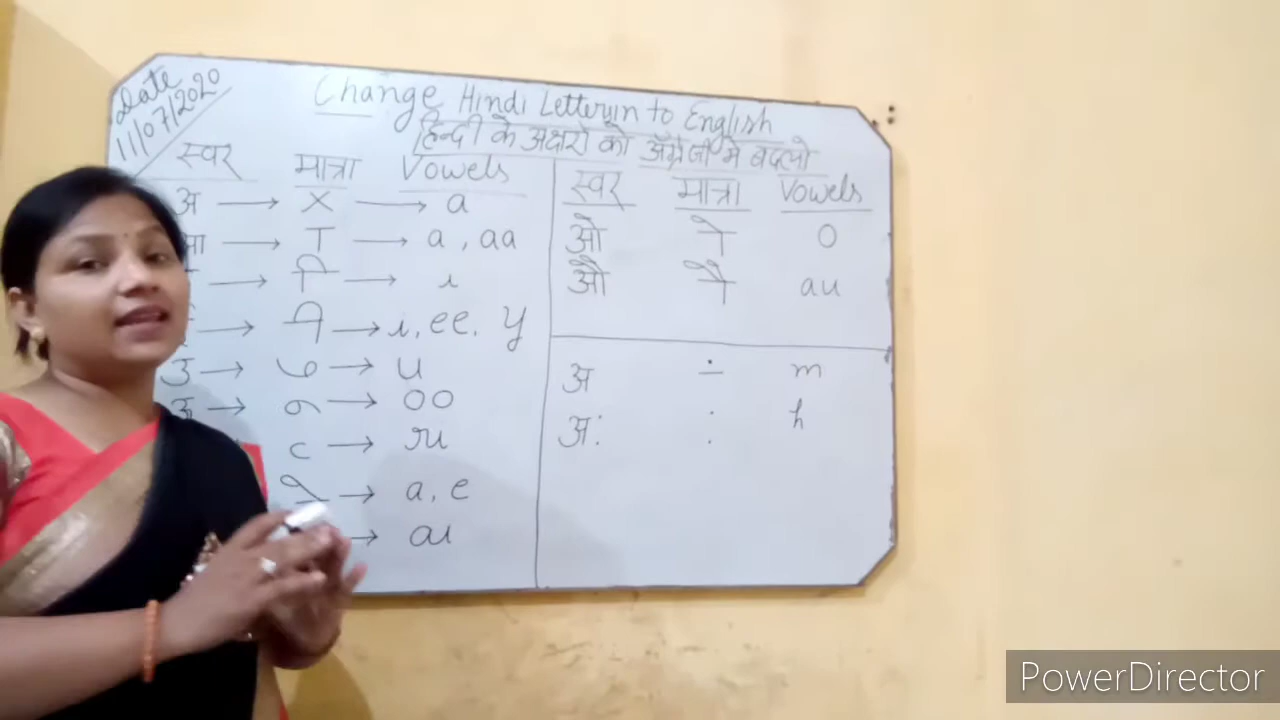 Date
11/07/2020
Change Hindi Letter in to English
हिन्दी के अक्षरो को अँग्रेजी मे बदलो
स्वर मात्रा Vowels
अ → × → a
आ → ा → a, aa
→ ि → i
→ ी → i, ee, y
उ → ु → u
ऊ → ू → oo
ृ → ru
े → a, e
→ ai
स्वर मात्रा Vowels
ओ ो o
औ ौ au
अ ÷ m
अ: : h
PowerDirector